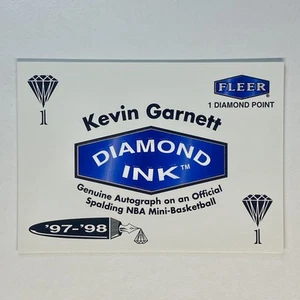 FLEER®
1 DIAMOND POINT
1
Kevin Garnett
DIAMOND
INK™
Genuine Autograph on an Official
Spalding NBA Mini-Basketball
'97-'98
1